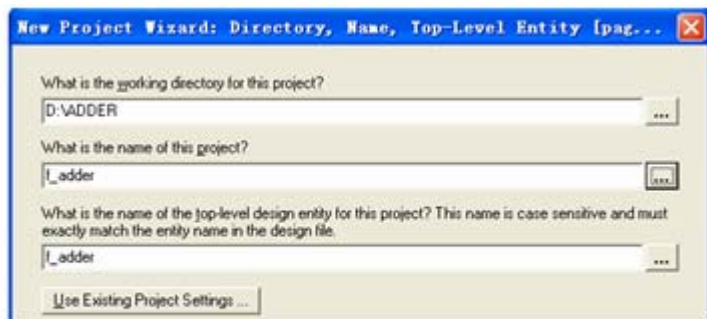 New Project Wizard: Directory, Name, Top-Level Entity [pag...
What is the working directory for this project?
D:\ADDER
...
What is the name of this project?
f_adder
...
What is the name of the top-level design entity for this project? This name is case sensitive and must
exactly match the entity name in the design file.
f_adder
...
Use Existing Project Settings ...